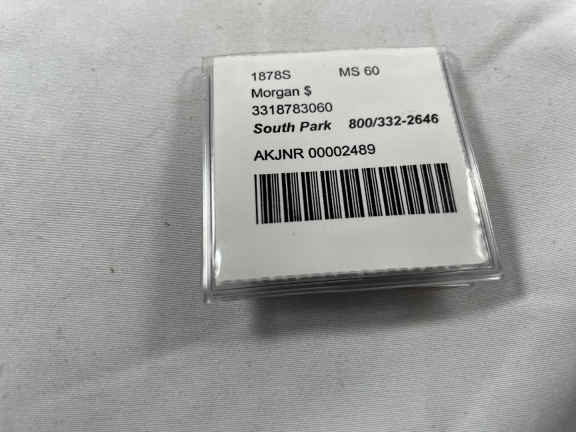 1878S MS 60
Morgan $
3318783060
South Park 800/332-2646
AKJNR 00002489